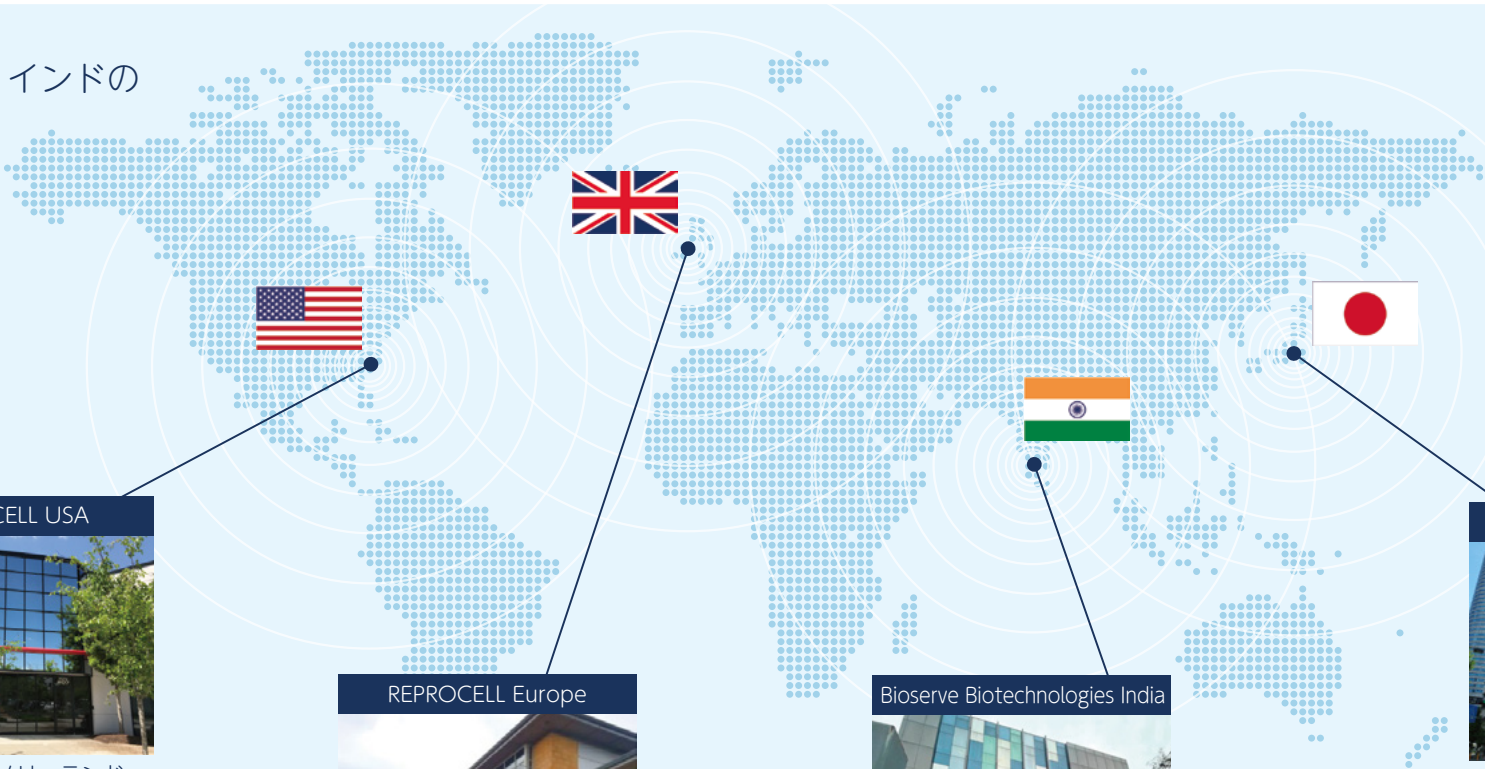 インドの
CELL USA
REPROCELL Europe
Bioserve Biotechnologies India